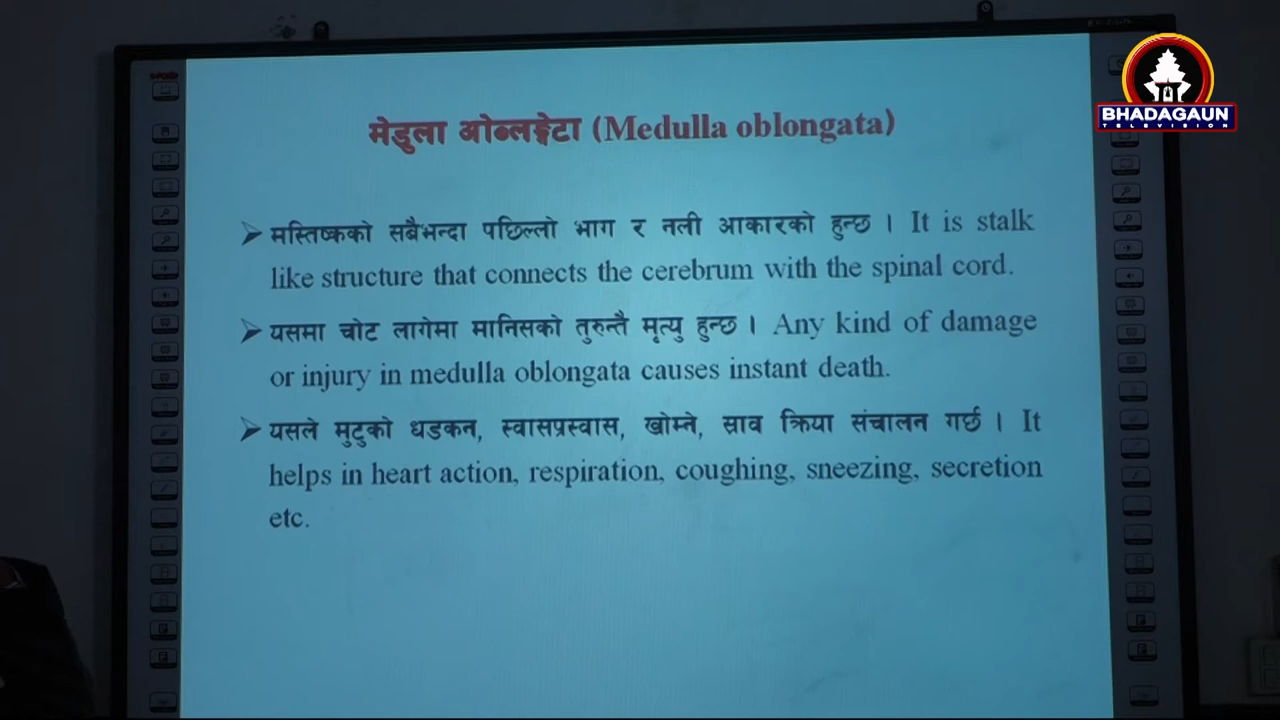 BHADAGAUN
TELEVISION
मेडुला ओब्लङ्गेटा (Medulla oblongata)
➢ मस्तिष्कको सबैभन्दा पछिल्लो भाग र नली आकारको हुन्छ । It is stalk
like structure that connects the cerebrum with the spinal cord.
➢ यसमा चोट लागेमा मानिसको तुरुन्तै मृत्यु हुन्छ । Any kind of damage
or injury in medulla oblongata causes instant death.
➢ यसले मुटुको धडकन, स्वासप्रस्वास, खोम्ने, स्राव क्रिया संचालन गर्छ । It
helps in heart action, respiration, coughing, sneezing, secretion
etc.